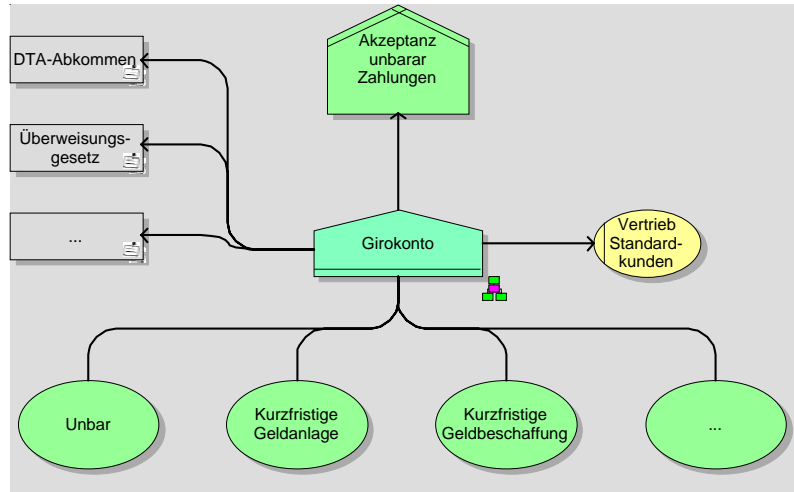 Akzeptanz
unbarar
Zahlungen
DTA-Abkommen
Überweisungs-
gesetz
...
Girokonto
Vertrieb
Standard-
kunden
Unbar
Kurzfristige
Geldanlage
Kurzfristige
Geldbeschaffung
...